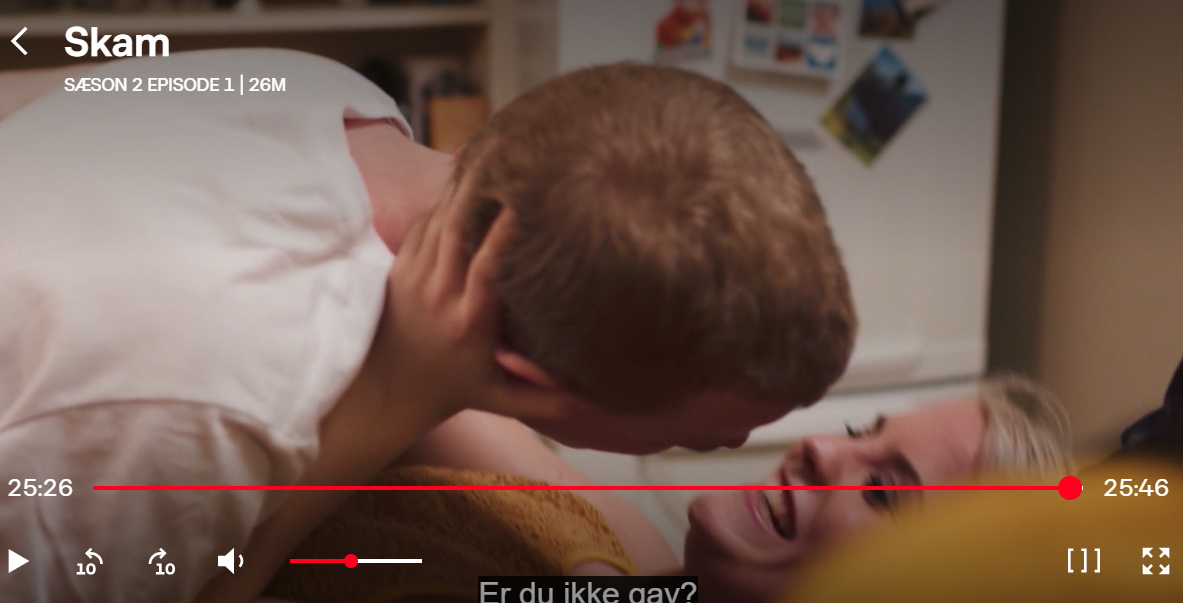 Skam
SÆSON 2 EPISODE 1 | 26M
25:26
25:46
10
10
Er du ikke gay?